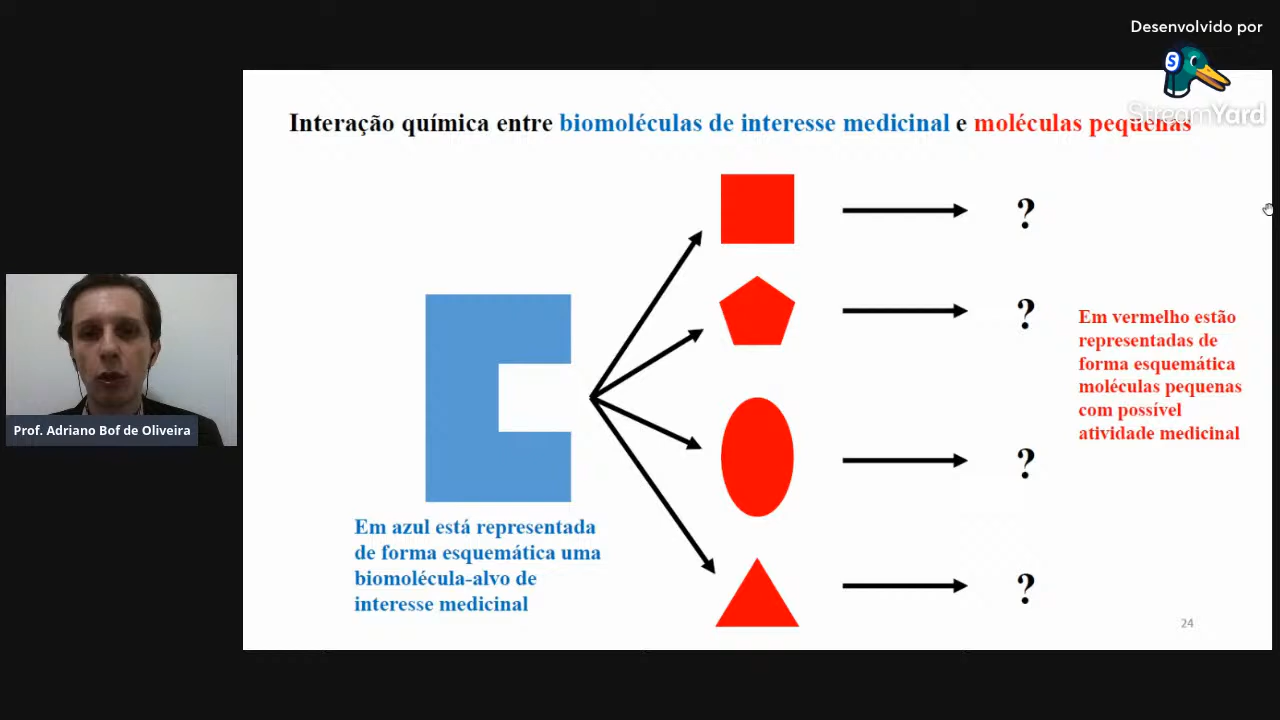 Desenvolvido por
S
StreamYard
Interação química entre biomoléculas de interesse medicinal e moléculas pequenas
?
?
Em vermelho estão
representadas de
forma esquemática
moléculas pequenas
com possível
atividade medicinal
Prof. Adriano Bof de Oliveira
?
Em azul está representada
de forma esquemática uma
biomolécula-alvo de
interesse medicinal
?
24